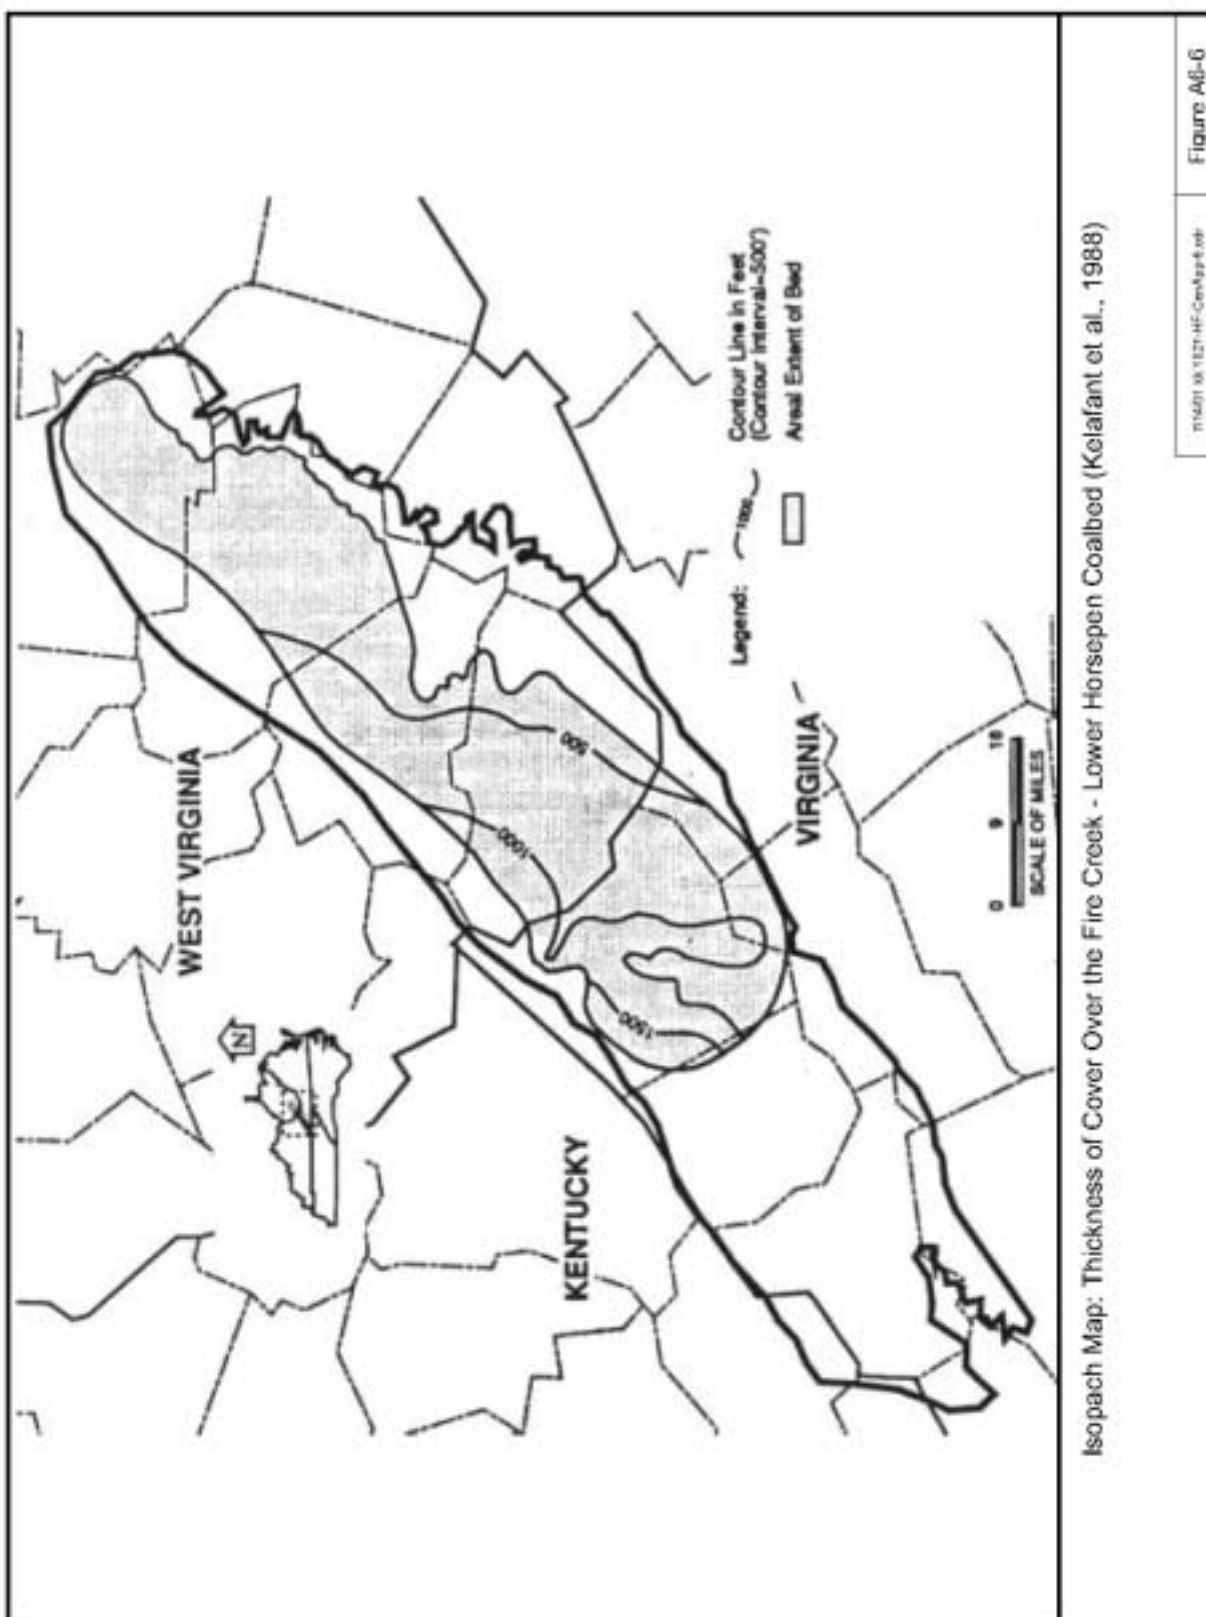 WEST VIRGINIA
N
KENTUCKY
VIRGINIA
500
1000
1500
Legend:
1000
Contour Line in Feet
(Contour Interval=500')
Areal Extent of Bed
0 9 18
SCALE OF MILES
Isopach Map: Thickness of Cover Over the Fire Creek - Lower Horsepen Coalbed (Kelafant et al., 1988)
Figure A6-6